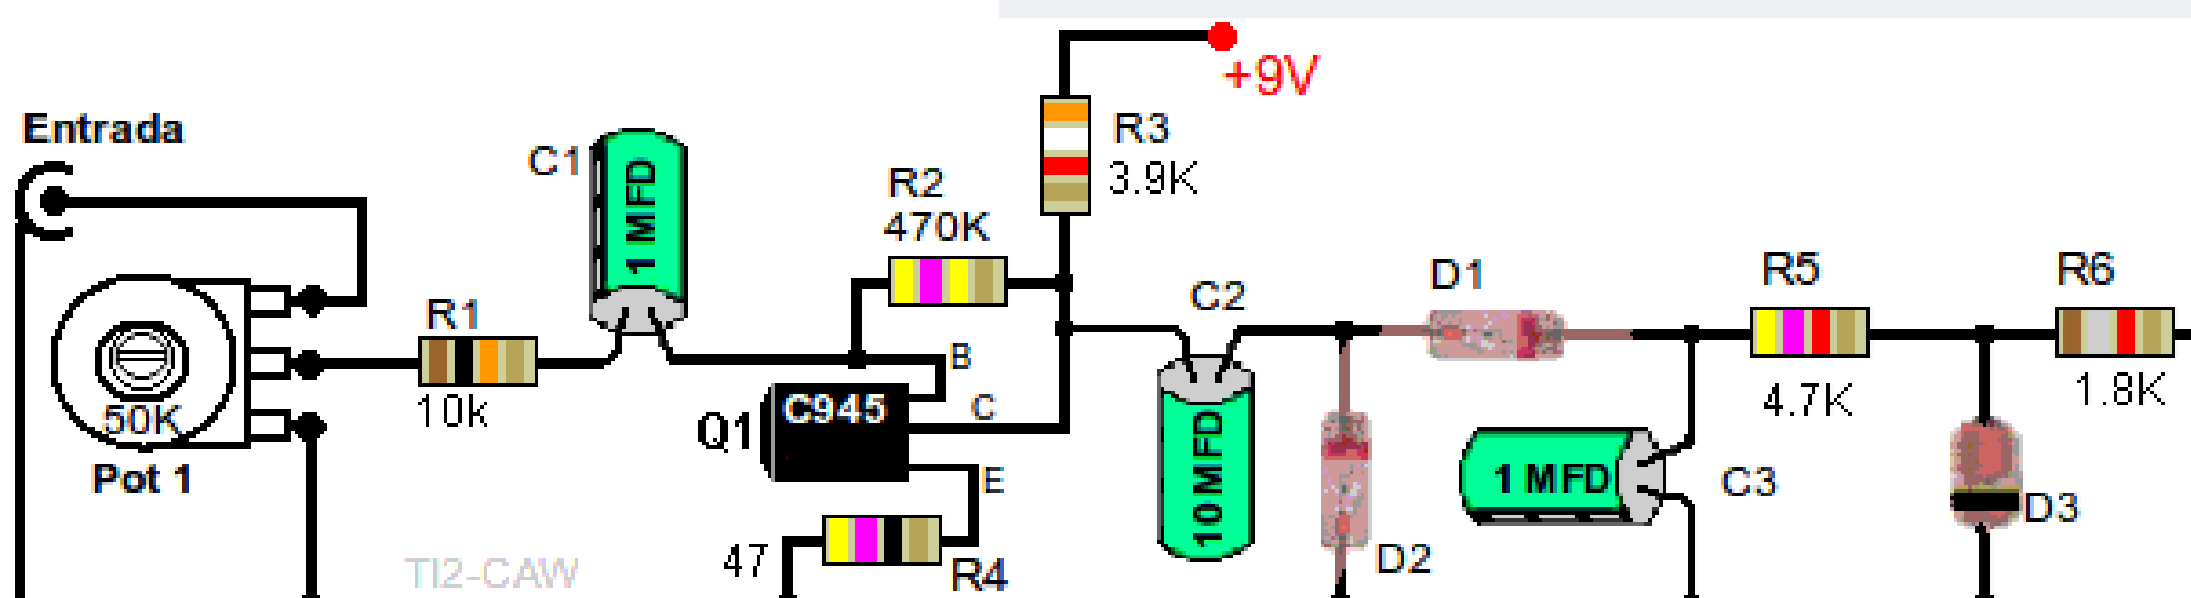 +9V
Entrada
R3
3.9K
C1
1 MFD
R2
470K
R1
10k
50K
Pot 1
B
C945
C
Q1
E
47
R4
TI2-CAW
C2
10 MFD
D1
D2
1 MFD
C3
R5
4.7K
R6
1.8K
D3